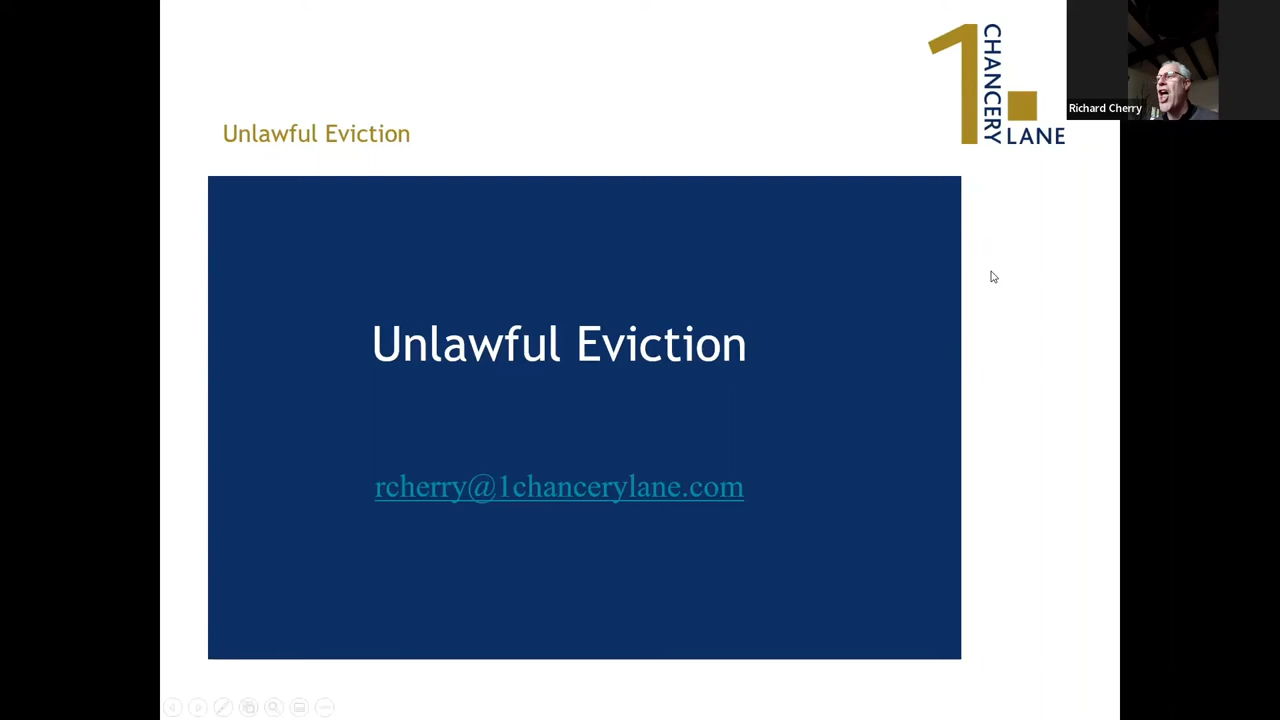 1 CHANCERY LANE
Richard Cherry
Unlawful Eviction
Unlawful Eviction
rcherry@1chancerylane.com